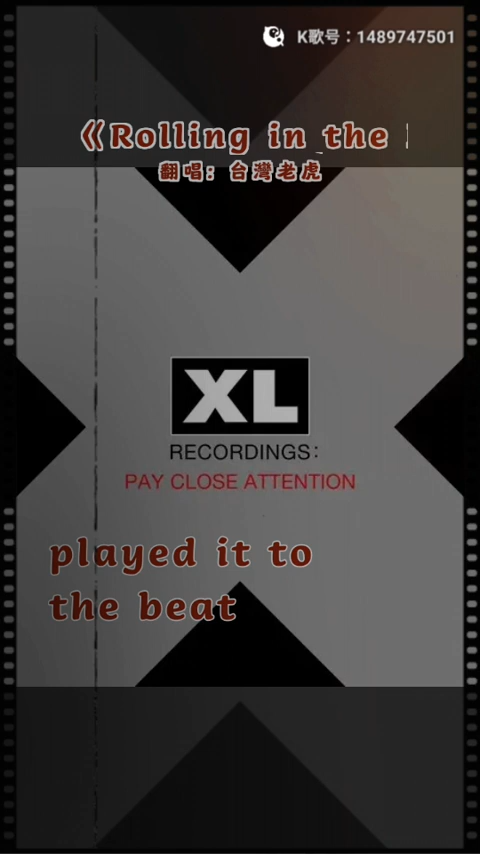 K歌号：1489747501
《Rolling in the
翻唱：台灣老虎
XL
RECORDINGS:
PAY CLOSE ATTENTION
played it to
the beat